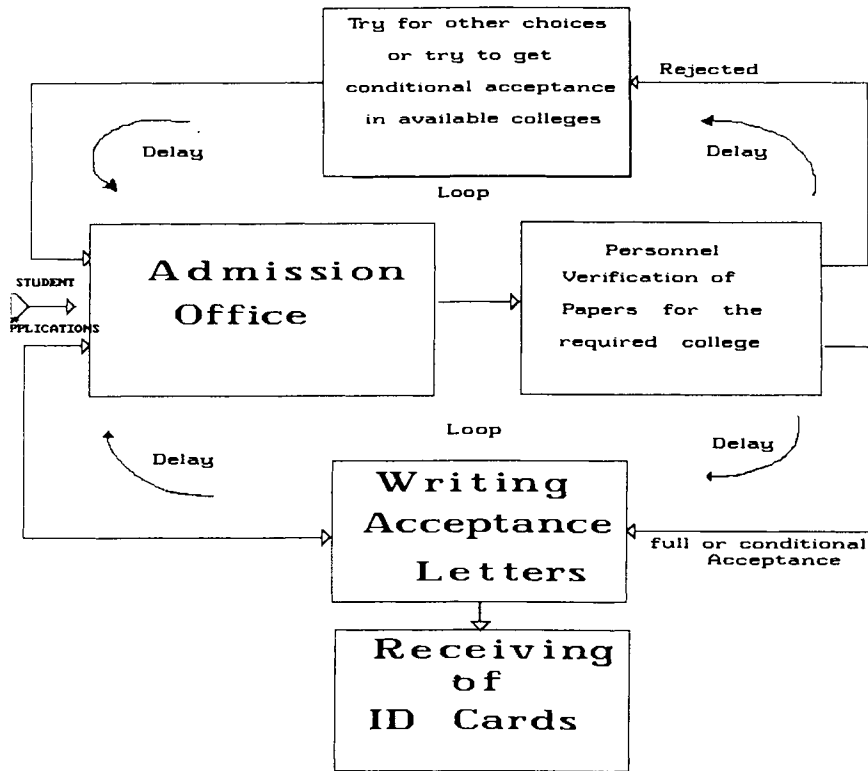 Try for other choices
or try to get
conditional acceptance
in available colleges
Rejected
Delay
Delay
Loop
Admission
Office
Personnel
Verification of
Papers for the
required college
STUDENT
PPLICATIONS
Loop
Delay
Delay
Writing
Acceptance
Letters
full or conditional
Acceptance
Receiving
of
ID Cards